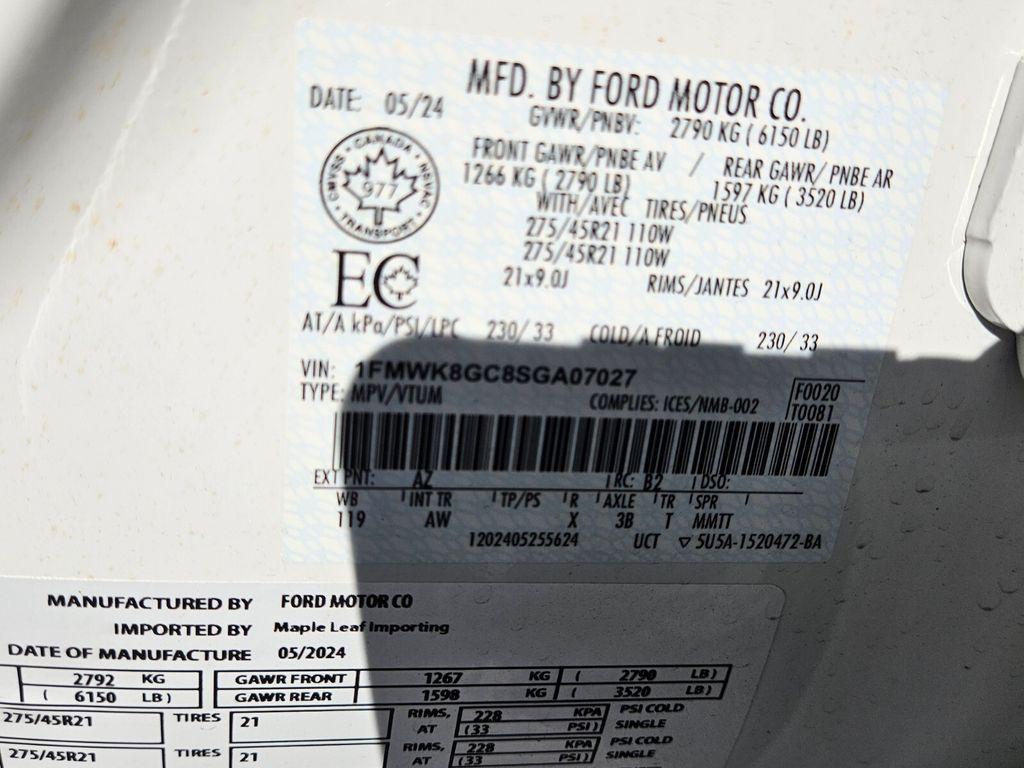 MFD. BY FORD MOTOR CO.
DATE: 05/24
GVWR/PNBV: 2790 KG ( 6150 LB)
FRONT GAWR/PNBE AV / REAR GAWR/ PNBE AR
1266 KG ( 2790 LB) 1597 KG ( 3520 LB)
WITH/AVEC TIRES/PNEUS
275/45R21 110W
275/45R21 110W
21x9.0J RIMS/JANTES 21x9.0J
CANADA
CMVSS 977 NSVAC
TRANSPORT
EC
AT/A kPa/PSI/LPC 230/ 33 COLD/A FROID 230/ 33
VIN: 1FMWK8GC8SGA07027
TYPE: MPV/VTUM COMPLIES: ICES/NMB-002
F0020
T0081
EXT PNT: AZ RC: B2 DSO:
WB INT TR TP/PS R AXLE TR SPR
119 AW X 3B T MMTT
1202405255624 UCT ▽ 5U5A-1520472-BA
MANUFACTURED BY FORD MOTOR CO
IMPORTED BY Maple Leaf Importing
DATE OF MANUFACTURE 05/2024
2792 KG GAWR FRONT 1267 KG ( 2790 LB)
( 6150 LB) GAWR REAR 1598 KG ( 3520 LB)
275/45R21 TIRES 21 RIMS, AT 228 KPA (33 PSI) PSI COLD SINGLE
275/45R21 TIRES 21 RIMS, AT 228 KPA (33 PSI) PSI COLD SINGLE